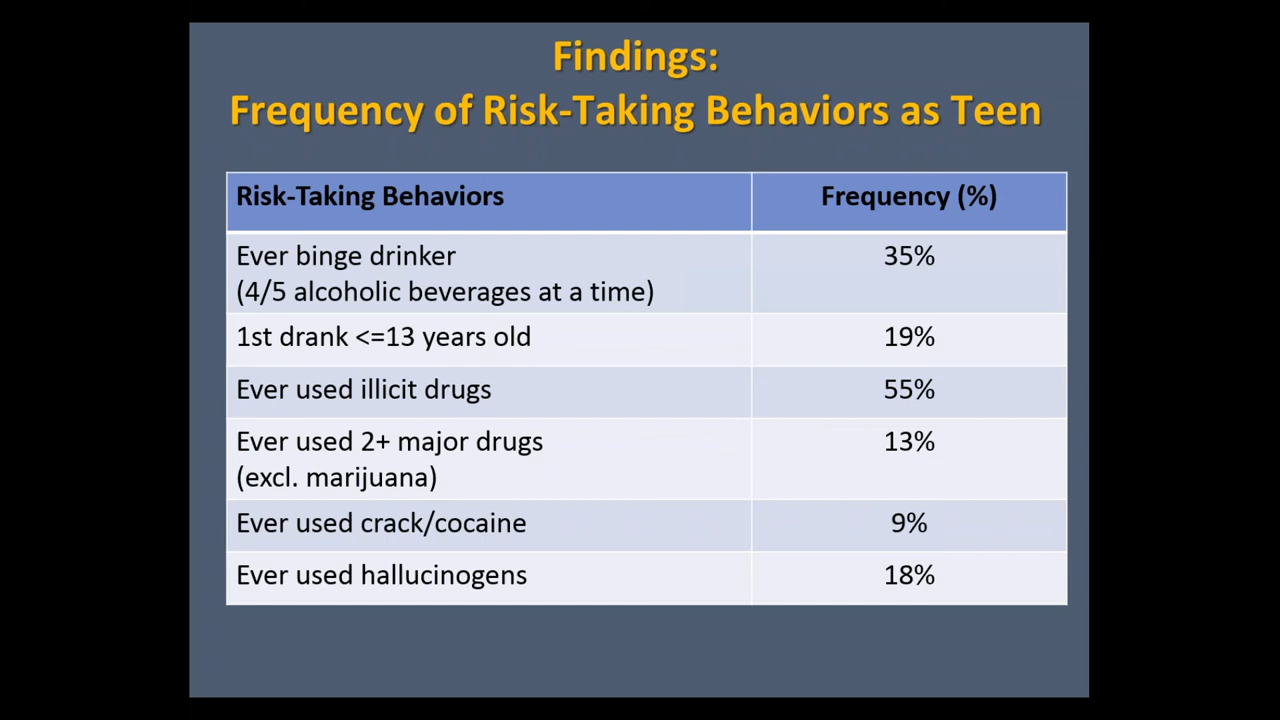 Findings:
Frequency of Risk-Taking Behaviors as Teen
Risk-Taking Behaviors Frequency (%)
Ever binge drinker 35%
(4/5 alcoholic beverages at a time)
1st drank <=13 years old 19%
Ever used illicit drugs 55%
Ever used 2+ major drugs 13%
(excl. marijuana)
Ever used crack/cocaine 9%
Ever used hallucinogens 18%